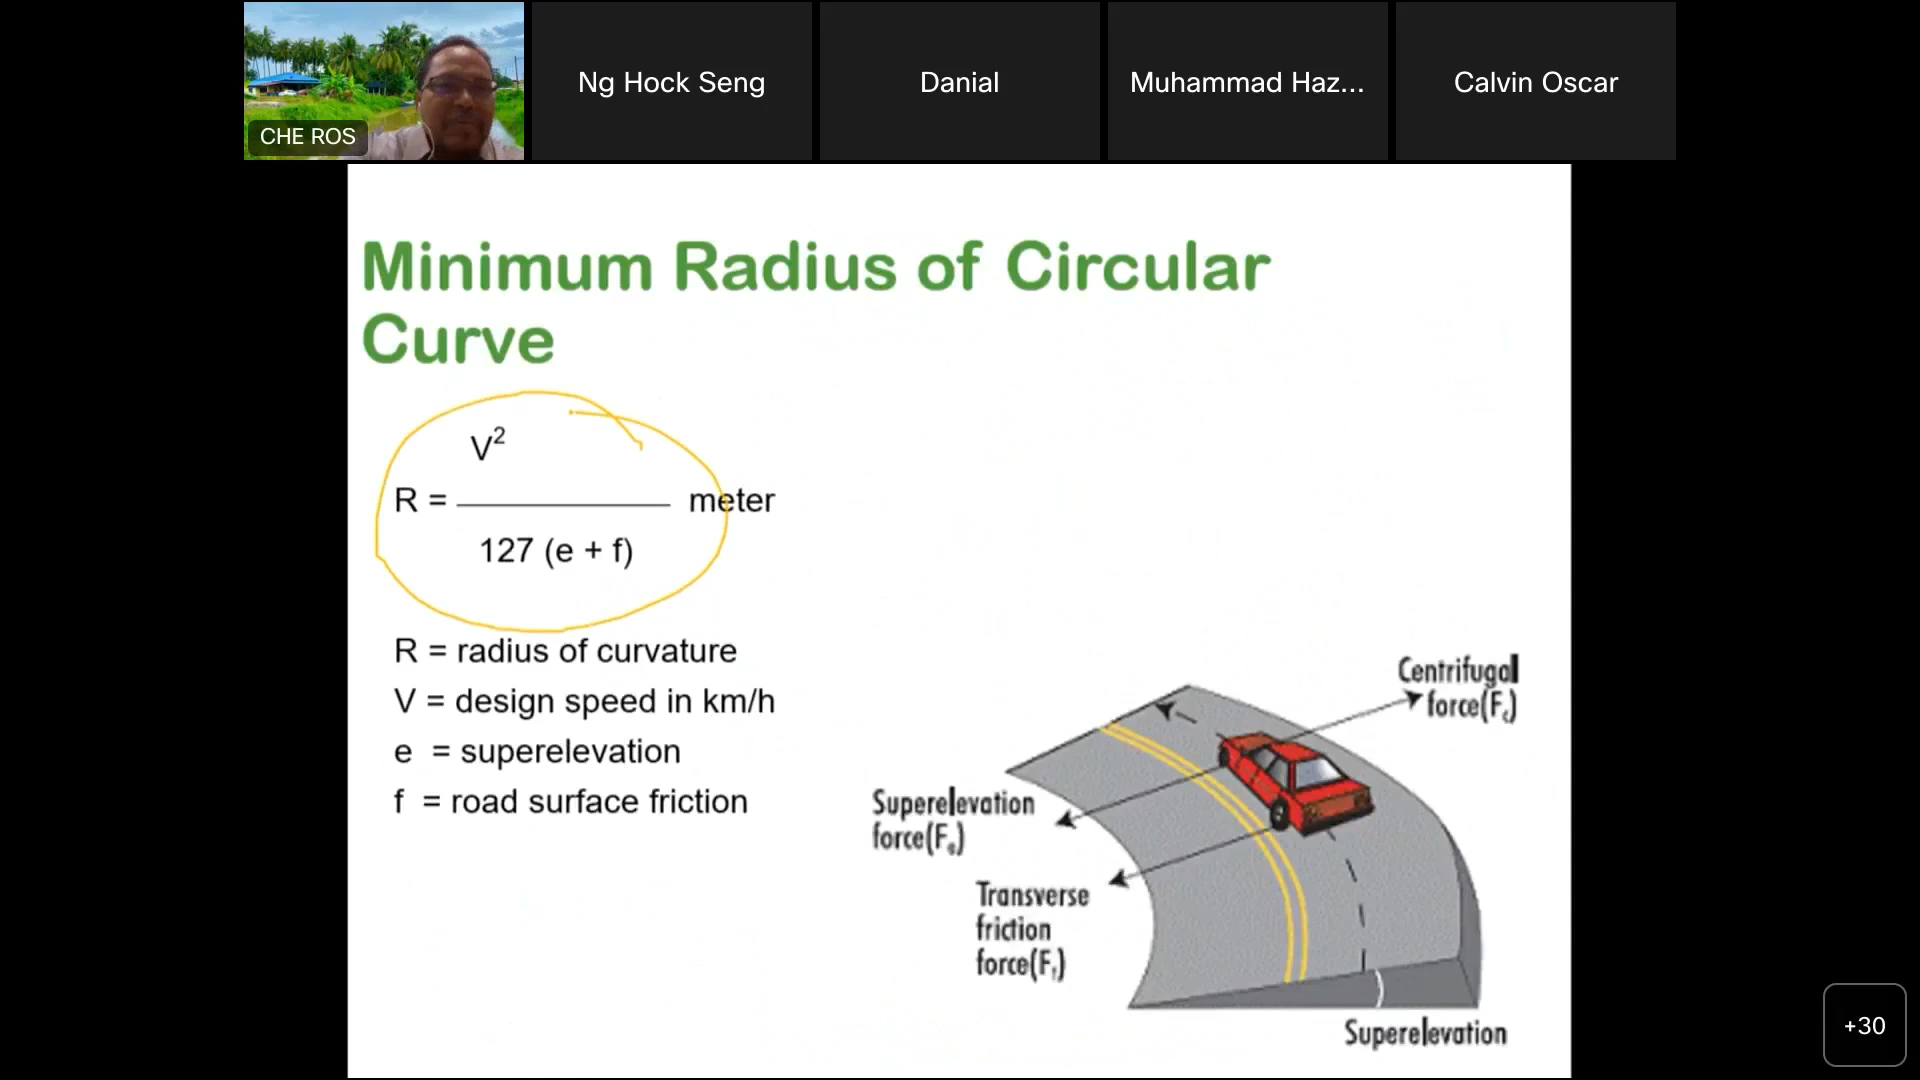 CHE ROS
Ng Hock Seng
Danial
Muhammad Haz...
Calvin Oscar
Minimum Radius of Circular
Curve
V²
R = meter
127 (e + f)
R = radius of curvature
V = design speed in km/h
e = superelevation
f = road surface friction
Centrifugal
force(Fc)
Superelevation
force(Fe)
Transverse
friction
force(Ff)
Superelevation
+30